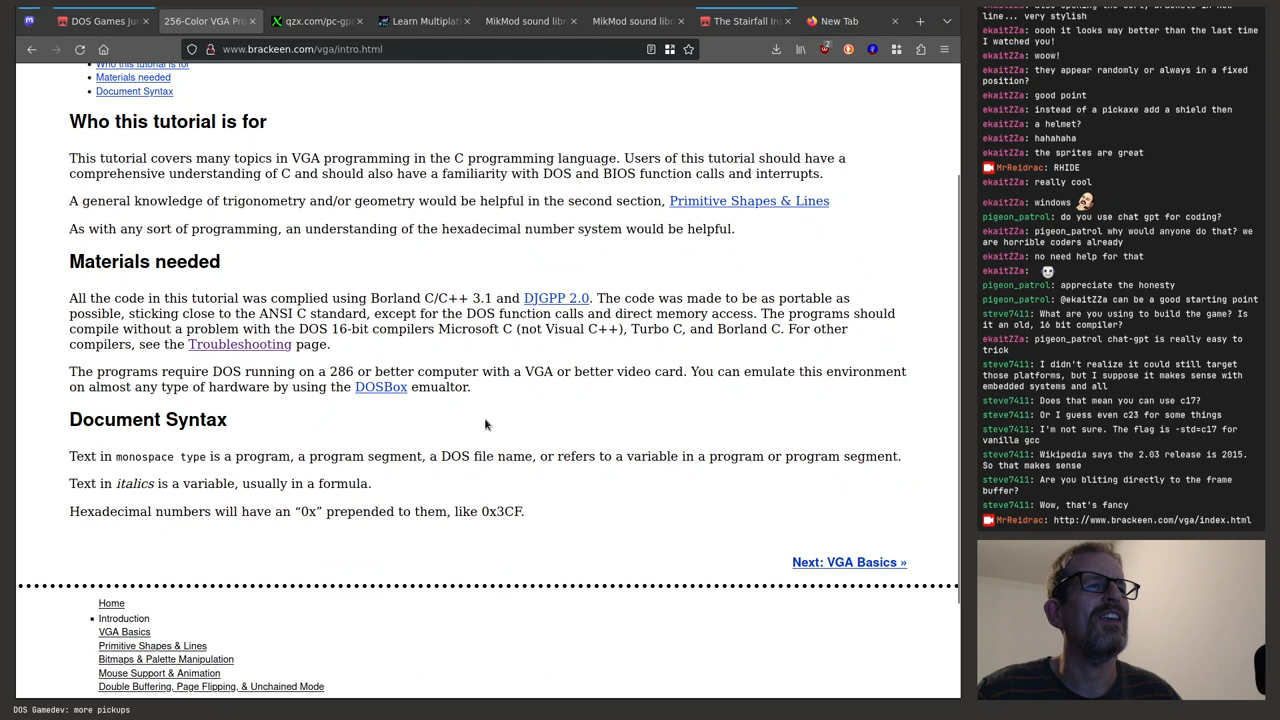 DOS Games Ju
256-Color VGA Pro
qzx.com/pc-gpe
Learn Multiplat
MikMod sound libr
MikMod sound libr
The Stairfall Ins
New Tab
www.brackeen.com/vga/intro.html
2
Who this tutorial is for
Materials needed
Document Syntax
Who this tutorial is for
This tutorial covers many topics in VGA programming in the C programming language. Users of this tutorial should have a
comprehensive understanding of C and should also have a familiarity with DOS and BIOS function calls and interrupts.
A general knowledge of trigonometry and/or geometry would be helpful in the second section, Primitive Shapes & Lines
As with any sort of programming, an understanding of the hexadecimal number system would be helpful.
Materials needed
All the code in this tutorial was complied using Borland C/C++ 3.1 and DJGPP 2.0. The code was made to be as portable as
possible, sticking close to the ANSI C standard, except for the DOS function calls and direct memory access. The programs should
compile without a problem with the DOS 16-bit compilers Microsoft C (not Visual C++), Turbo C, and Borland C. For other
compilers, see the Troubleshooting page.
The programs require DOS running on a 286 or better computer with a VGA or better video card. You can emulate this environment
on almost any type of hardware by using the DOSBox emualtor.
Document Syntax
Text in monospace type is a program, a program segment, a DOS file name, or refers to a variable in a program or program segment.
Text in italics is a variable, usually in a formula.
Hexadecimal numbers will have an “0x” prepended to them, like 0x3CF.
Next: VGA Basics »
Home
Introduction
VGA Basics
Primitive Shapes & Lines
Bitmaps & Palette Manipulation
Mouse Support & Animation
Double Buffering, Page Flipping, & Unchained Mode
line... very stylish
ekaitZZa: oooh it looks way better than the last time
I watched you!
ekaitZZa: woow!
ekaitZZa: they appear randomly or always in a fixed
position?
ekaitZZa: good point
ekaitZZa: instead of a pickaxe add a shield then
ekaitZZa: a helmet?
ekaitZZa: hahahaha
ekaitZZa: the sprites are great
MrReidrac: RHIDE
ekaitZZa: really cool
ekaitZZa: windows
pigeon_patrol: do you use chat gpt for coding?
ekaitZZa: pigeon_patrol why would anyone do that? we
are horrible coders already
ekaitZZa: no need help for that
ekaitZZa:
pigeon_patrol: appreciate the honesty
pigeon_patrol: @ekaitZZa can be a good starting point
steve7411: What are you using to build the game? Is
it an old, 16 bit compiler?
ekaitZZa: pigeon_patrol chat-gpt is really easy to
trick
steve7411: I didn't realize it could still target
those platforms, but I suppose it makes sense with
embedded systems and all
steve7411: Does that mean you can use c17?
steve7411: Or I guess even c23 for some things
steve7411: I'm not sure. The flag is -std=c17 for
vanilla gcc
steve7411: Wikipedia says the 2.03 release is 2015.
So that makes sense
steve7411: Are you bliting directly to the frame
buffer?
steve7411: Wow, that's fancy
MrReidrac: http://www.brackeen.com/vga/index.html
DOS Gamedev: more pickups